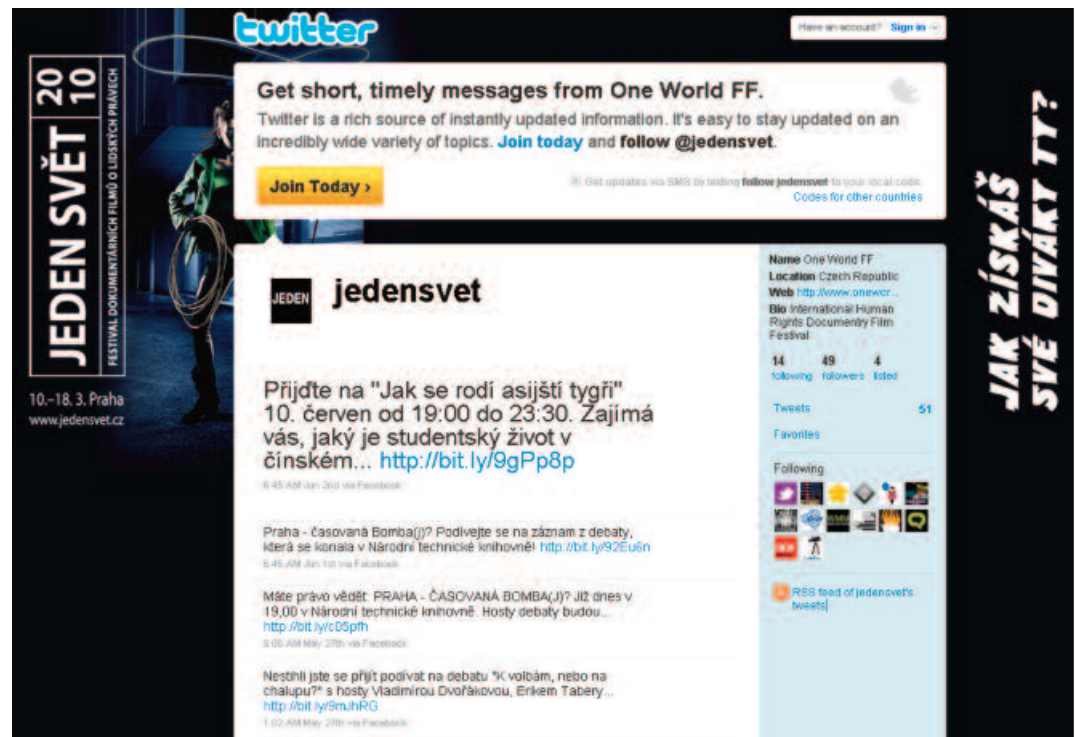 twitter
Have an account? Sign in
JEDEN SVĚT 20
10
FESTIVAL DOKUMENTÁRNÍCH FILMŮ O LIDSKÝCH PRÁVECH
10.–18. 3. Praha
www.jedensvet.cz
Get short, timely messages from One World FF.
Twitter is a rich source of instantly updated information. It's easy to stay updated on an
incredibly wide variety of topics. Join today and follow @jedensvet.
Join Today ›
Get updates via SMS by texting follow jedensvet to your local code.
Codes for other countries
JEDEN
jedensvet
Přijďte na "Jak se rodí asijští tygři"
10. červen od 19:00 do 23:30. Zajímá
vás, jaký je studentský život v
čínském... http://bit.ly/9gPp8p
6:45 AM Jun 2nd via Facebook
Praha - časovaná Bomba(j)? Podívejte se na záznam z debaty,
která se konala v Národní technické knihovně! http://bit.ly/92Eu6n
6:45 AM Jun 1st via Facebook
Máte právo vědět: PRAHA - ČASOVANÁ BOMBA(J)? Již dnes v
19,00 v Národní technické knihovně. Hosty debaty budou...
http://bit.ly/c05pfh
AM May 27th via Facebook
Nestihli jste se přijít podívat na debatu "K volbám, nebo na
chalupu?" s hosty Vladimírou Dvořákovou, Erikem Tabery...
http://bit.ly/9mJhRG
1:02 AM May 27th via Facebook
Name One World FF
Location Czech Republic
Web http://www.onewor...
Bio International Human
Rights Documentry Film
Festival
14 49 4
following followers listed
Tweets 51
Favorites
Following
RSS feed of jedensvet's
tweets
JAK ZÍSKÁŠ
SVÉ DIVÁKY TY?